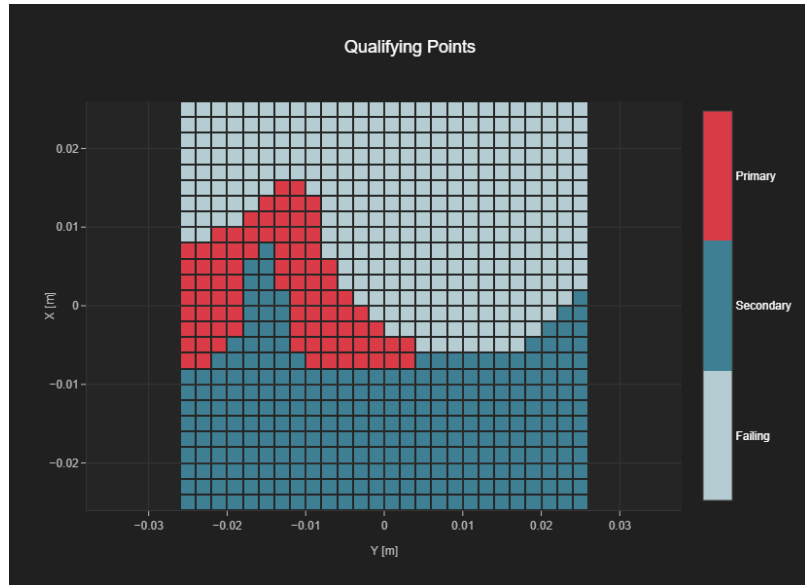 Qualifying Points
0.02
0.01
0
−0.01
−0.02
X [m]
−0.03
−0.02
−0.01
0
0.01
0.02
0.03
Y [m]
Primary
Secondary
Failing